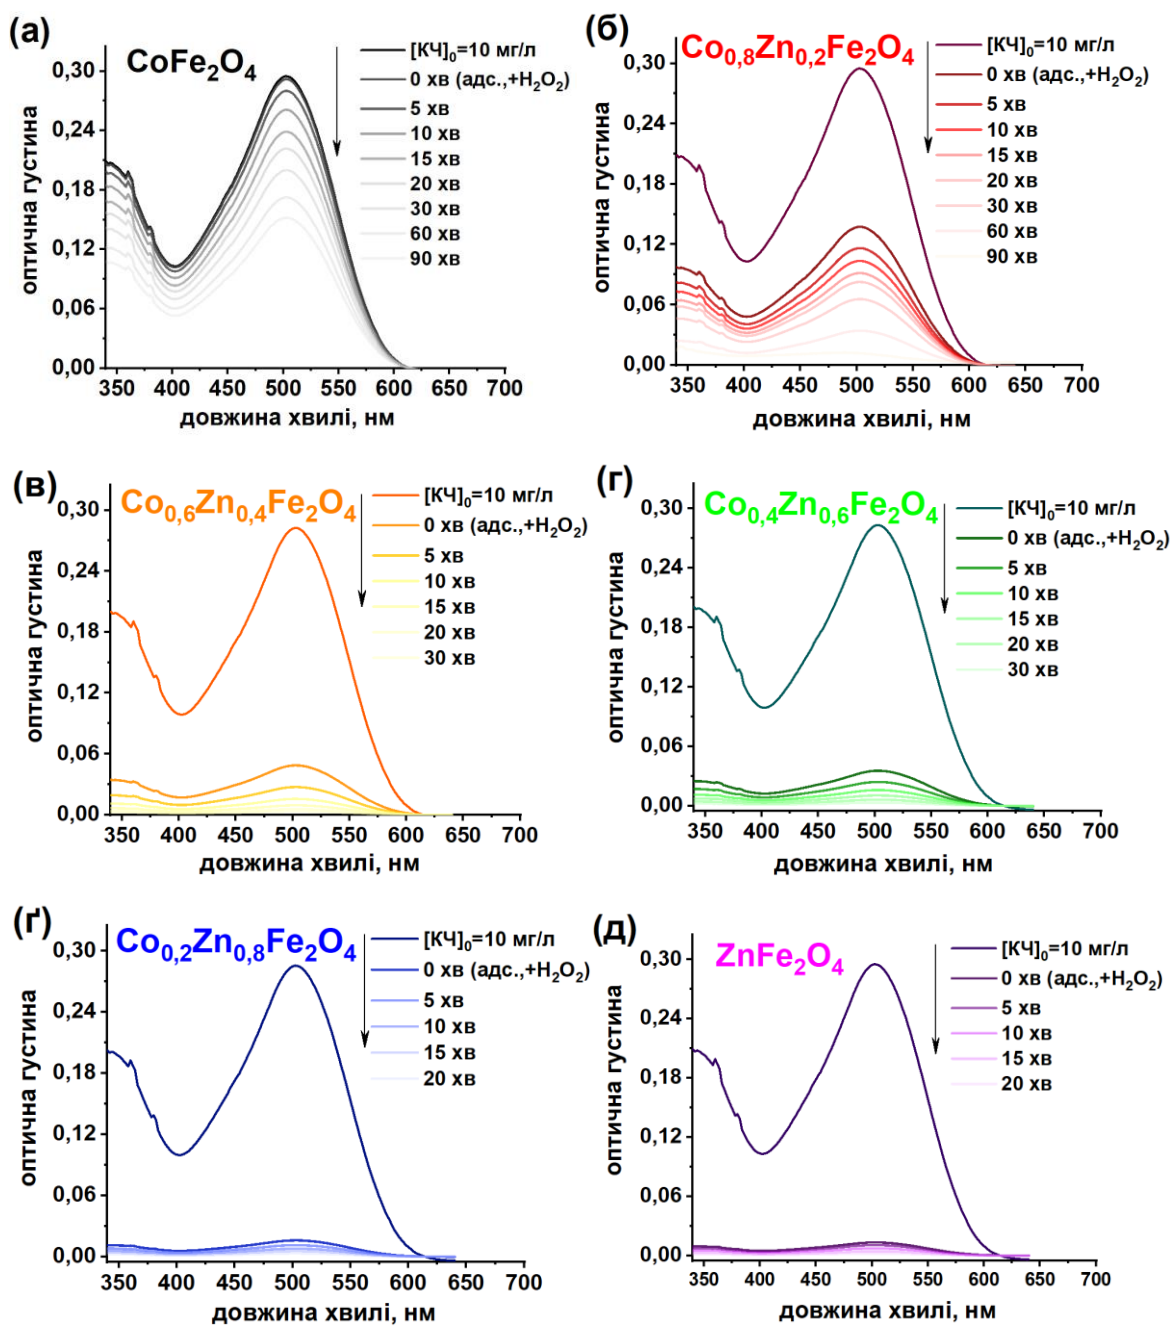 (а)
CoFe2O4
[КЧ]0=10 мг/л
0 хв (адс.,+H2O2)
5 хв
10 хв
15 хв
20 хв
30 хв
60 хв
90 хв
оптична густина
0,30
0,24
0,18
0,12
0,06
0,00
350 400 450 500 550 600 650 700
довжина хвилі, нм
(б)
Co0,8Zn0,2Fe2O4
[КЧ]0=10 мг/л
0 хв (адс.,+H2O2)
5 хв
10 хв
15 хв
20 хв
30 хв
60 хв
90 хв
оптична густина
0,30
0,24
0,18
0,12
0,06
0,00
350 400 450 500 550 600 650 700
довжина хвилі, нм
(в)
Co0,6Zn0,4Fe2O4
[КЧ]0=10 мг/л
0 хв (адс.,+H2O2)
5 хв
10 хв
15 хв
20 хв
30 хв
оптична густина
0,30
0,24
0,18
0,12
0,06
0,00
350 400 450 500 550 600 650 700
довжина хвилі, нм
(г)
Co0,4Zn0,6Fe2O4
[КЧ]0=10 мг/л
0 хв (адс.,+H2O2)
5 хв
10 хв
15 хв
20 хв
30 хв
оптична густина
0,30
0,24
0,18
0,12
0,06
0,00
350 400 450 500 550 600 650 700
довжина хвилі, нм
(ґ)
Co0,2Zn0,8Fe2O4
[КЧ]0=10 мг/л
0 хв (адс.,+H2O2)
5 хв
10 хв
15 хв
20 хв
оптична густина
0,30
0,24
0,18
0,12
0,06
0,00
350 400 450 500 550 600 650 700
довжина хвилі, нм
(д)
ZnFe2O4
[КЧ]0=10 мг/л
0 хв (адс.,+H2O2)
5 хв
10 хв
15 хв
20 хв
оптична густина
0,30
0,24
0,18
0,12
0,06
0,00
350 400 450 500 550 600 650 700
довжина хвилі, нм